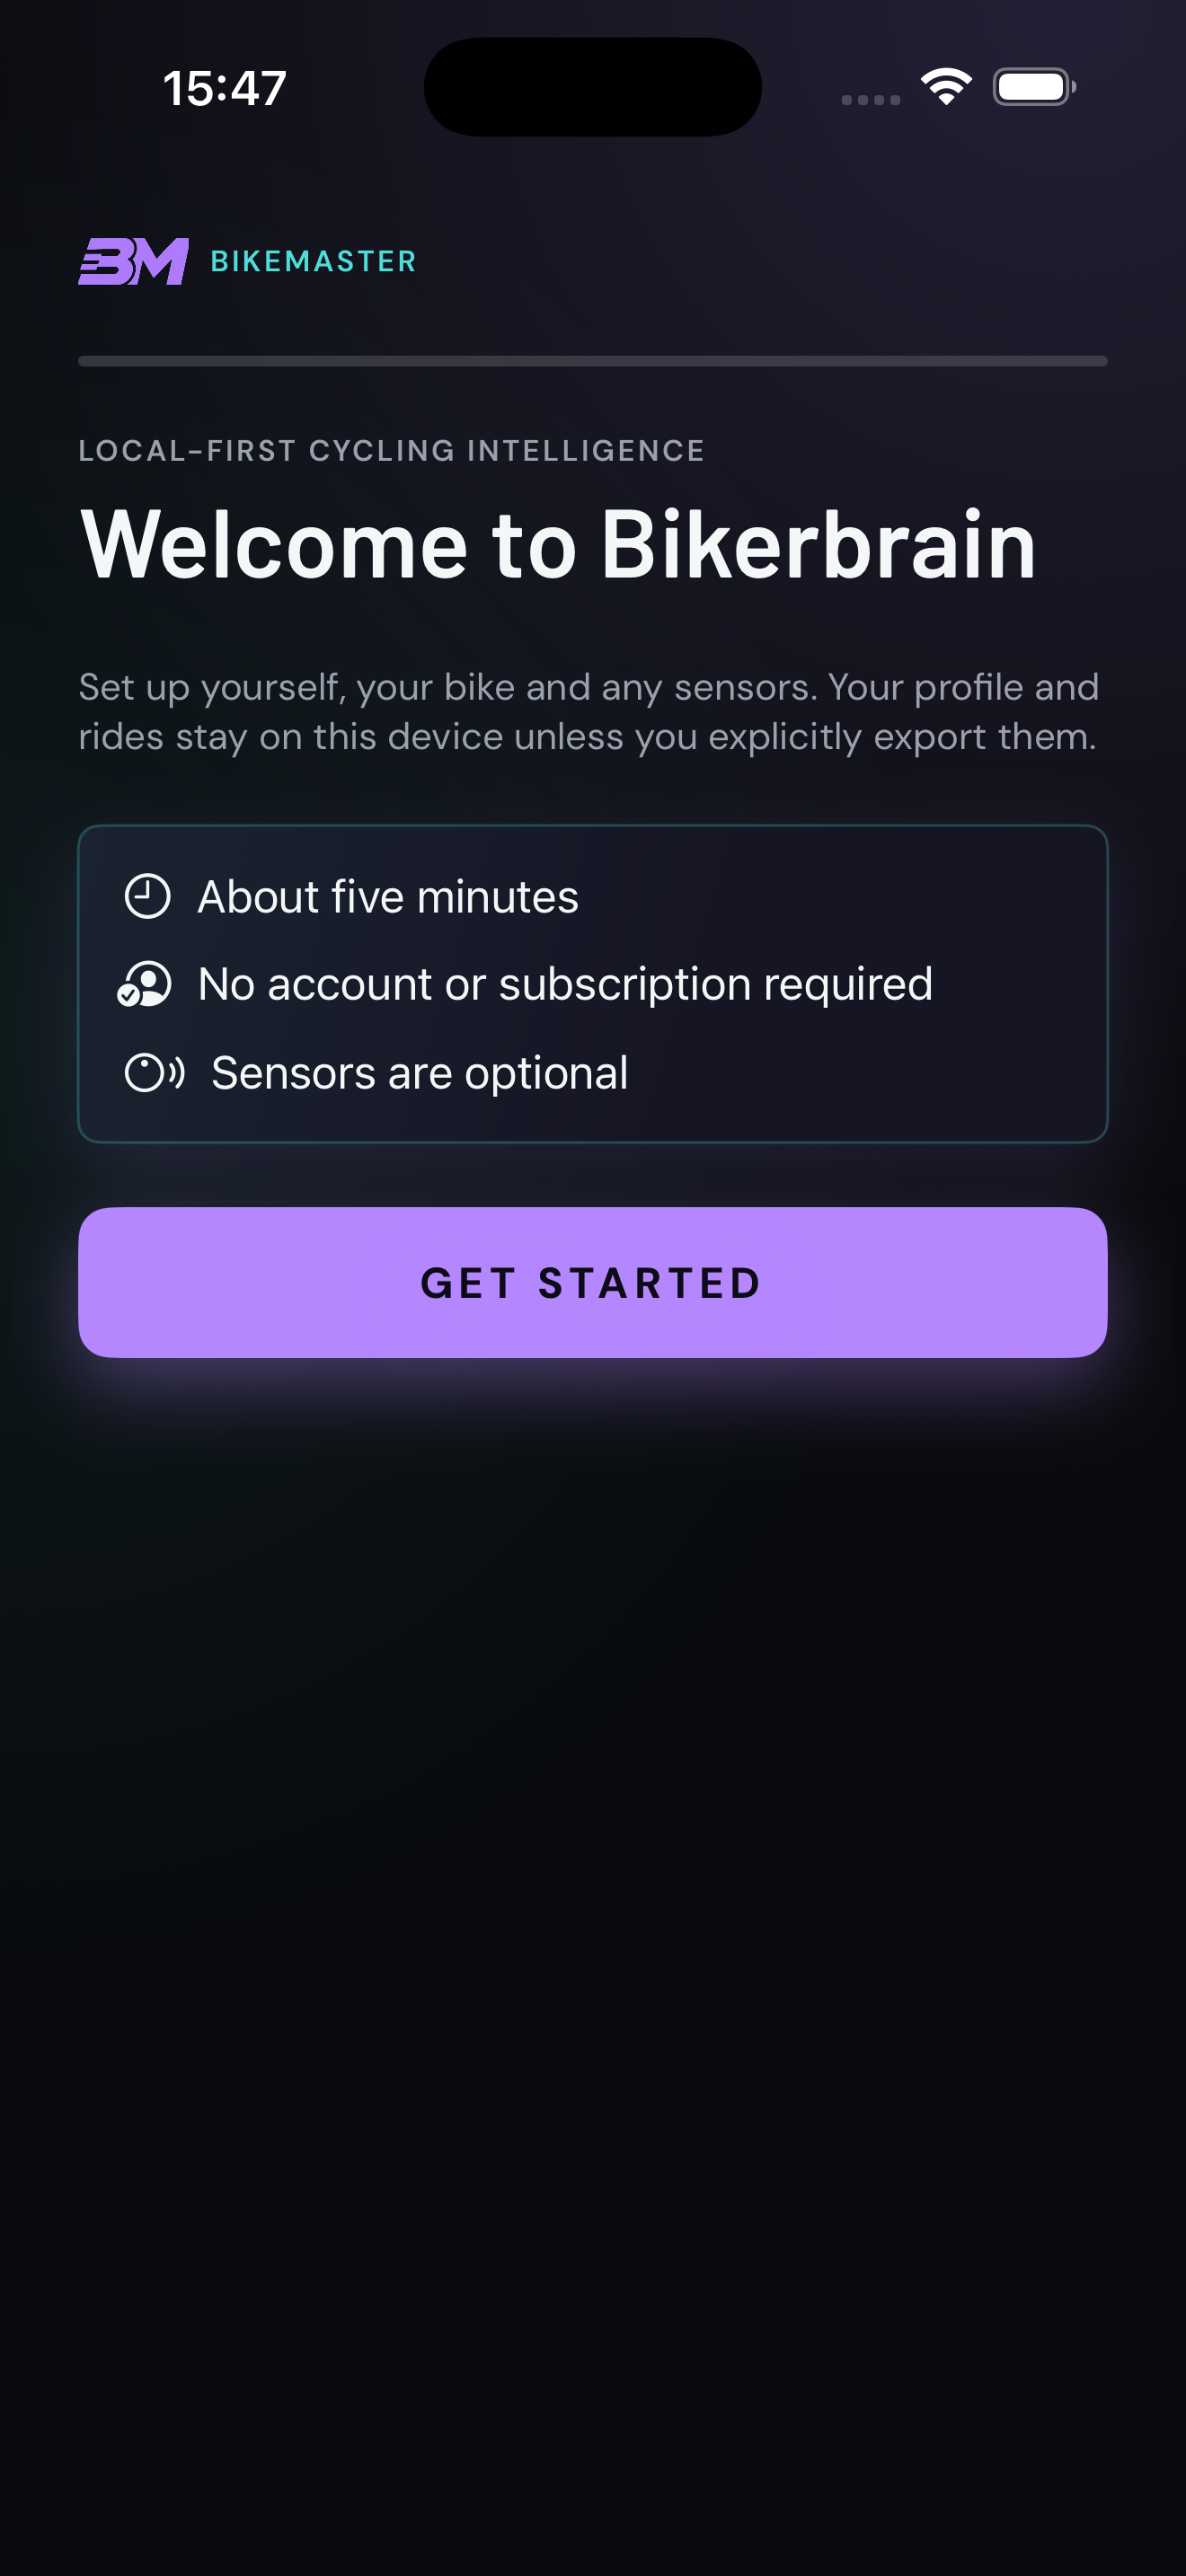 15:47
BM BIKEMASTER
LOCAL-FIRST CYCLING INTELLIGENCE
Welcome to Bikerbrain
Set up yourself, your bike and any sensors. Your profile and
rides stay on this device unless you explicitly export them.
About five minutes
No account or subscription required
Sensors are optional
GET STARTED